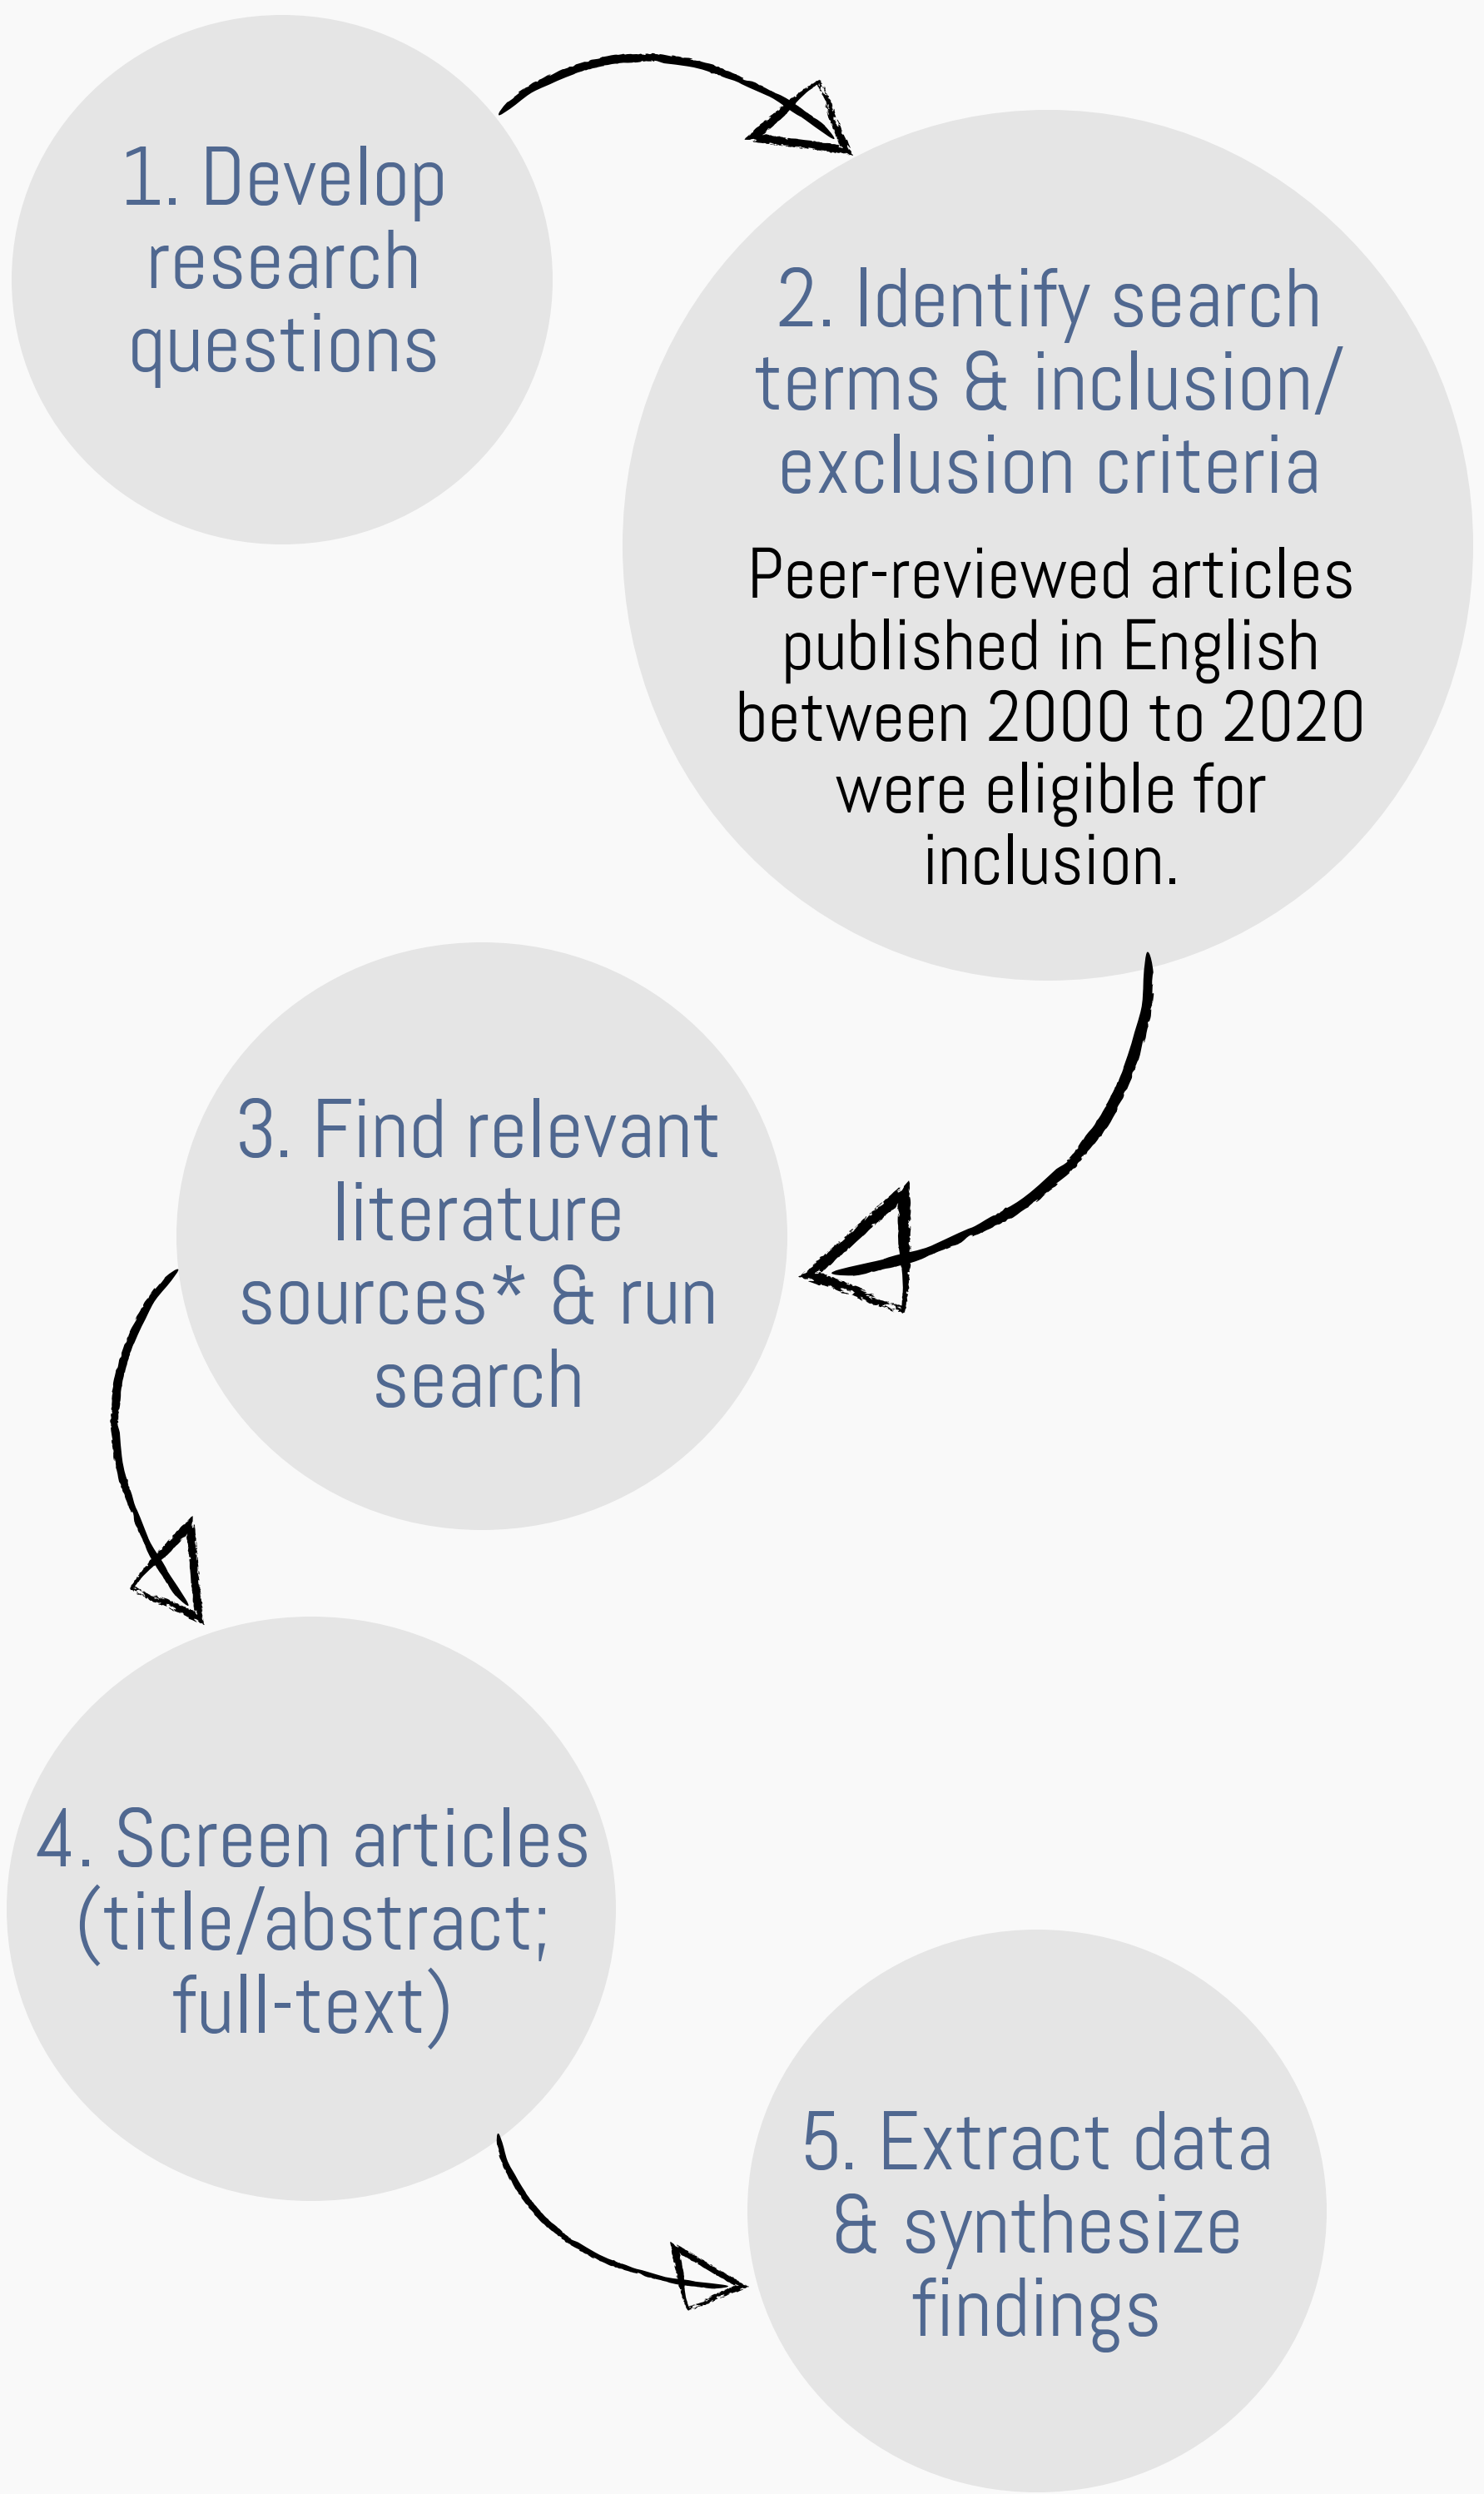 1. Develop
research
questions
2. Identify search
terms & inclusion/
exclusion criteria
Peer-reviewed articles
published in English
between 2000 to 2020
were eligible for
inclusion.
3. Find relevant
literature
sources* & run
search
4. Screen articles
(title/abstract;
full-text)
5. Extract data
& synthesize
findings